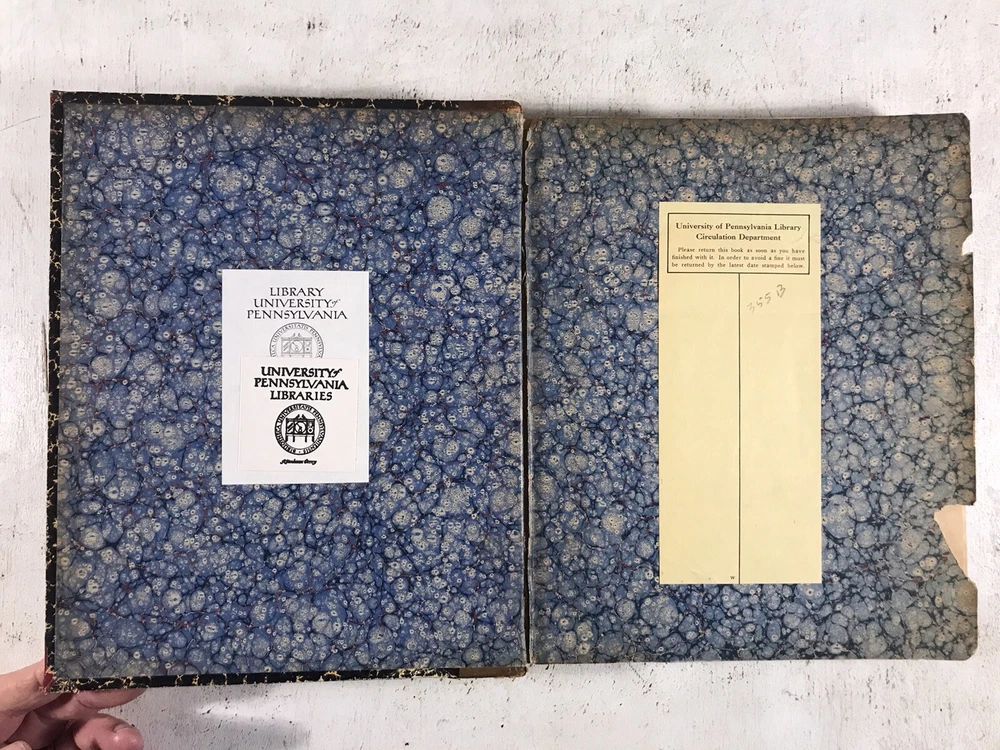 LIBRARY
UNIVERSITY of
PENNSYLVANIA
UNIVERSITY of
PENNSYLVANIA
LIBRARIES
University of Pennsylvania Library
Circulation Department
Please return this book as soon as you have
finished with it. In order to avoid a fine it must
be returned by the latest date stamped below.
355 B
W